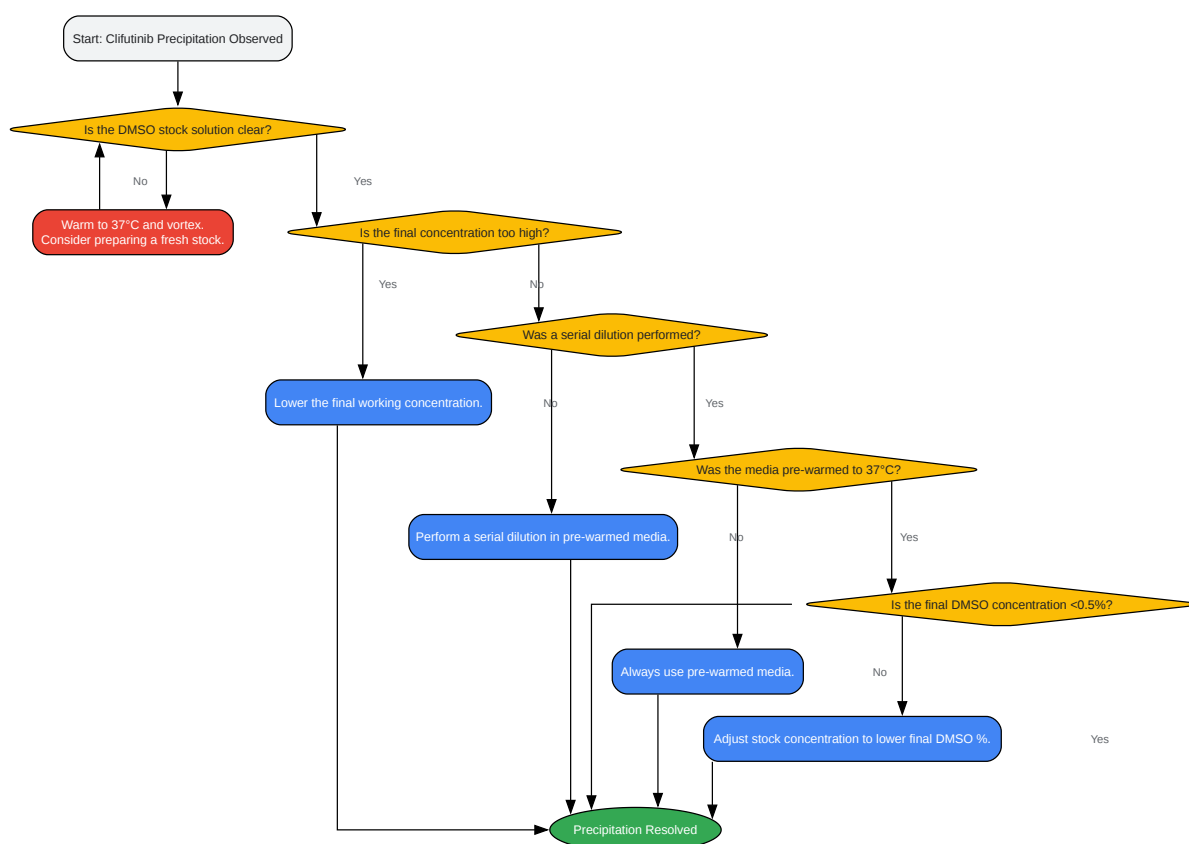 Start: Clifutinib Precipitation Observed
Is the DMSO stock solution clear?
No
Yes
Warm to 37°C and vortex.
Consider preparing a fresh stock.
Is the final concentration too high?
Yes
No
Was a serial dilution performed?
Lower the final working concentration.
No
Yes
Was the media pre-warmed to 37°C?
Perform a serial dilution in pre-warmed media.
No
Yes
Is the final DMSO concentration <0.5%?
Always use pre-warmed media.
No
Adjust stock concentration to lower final DMSO %.
Yes
Precipitation Resolved